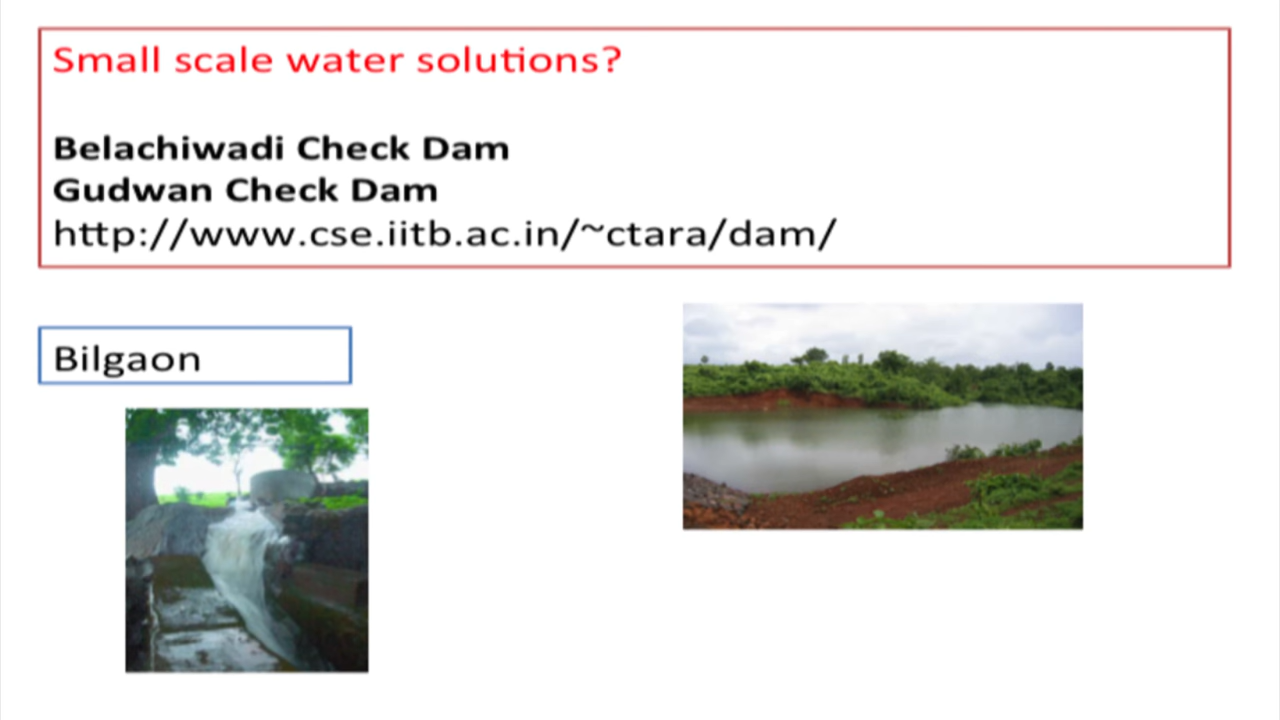 Small scale water solutions?
Belachiwadi Check Dam
Gudwan Check Dam
http://www.cse.iitb.ac.in/~ctara/dam/
Bilgaon